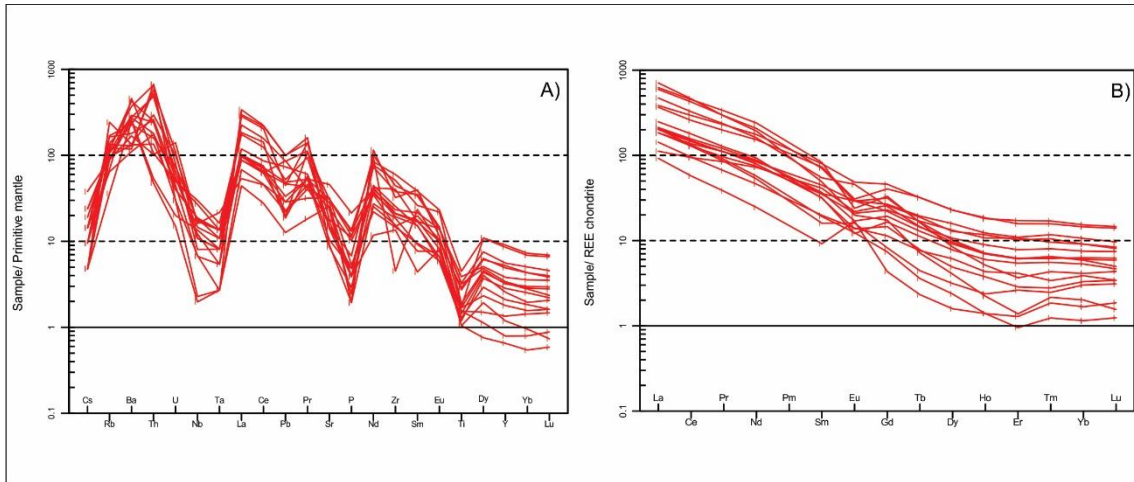 A)
Sample/ Primitive mantle
1000
100
10
1
0.1
Cs Ba Th U Ta La Ce Pr P Zr Eu Dy Yb
Rb Nb Pb Sr Nd Sm Ti Y Lu
B)
Sample/ REE chondrite
1000
100
10
1
0.1
La Pr Pm Eu Tb Ho Tm Lu
Ce Nd Sm Gd Dy Er Yb